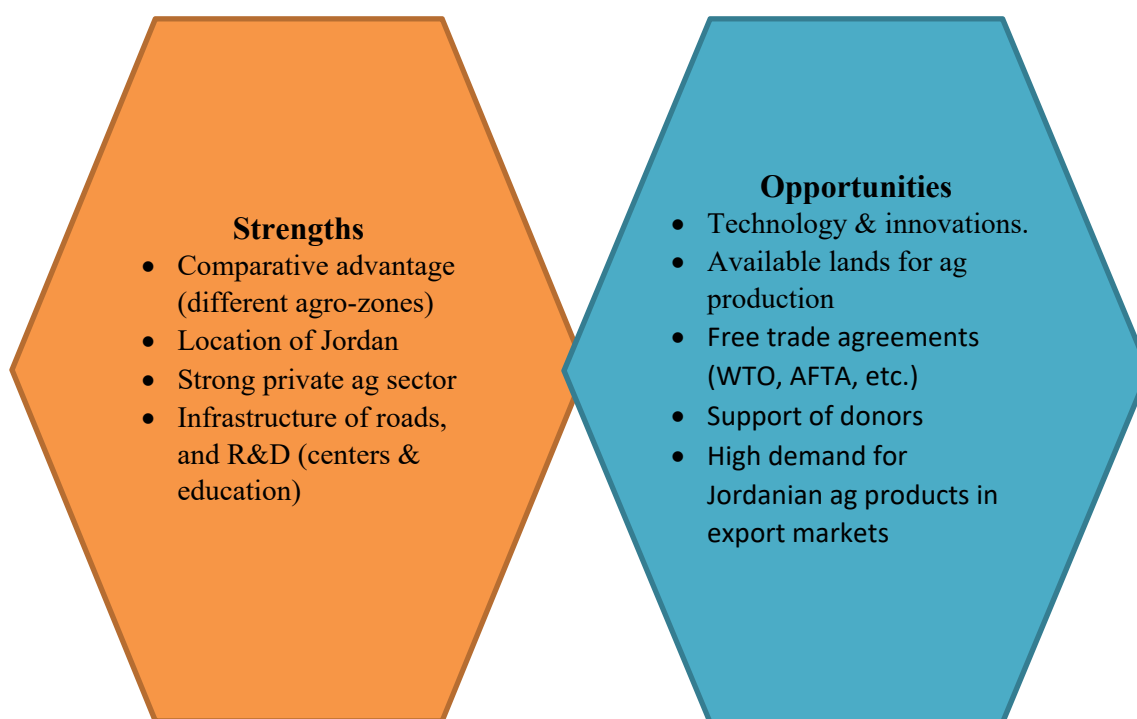 Strengths
• Comparative advantage
(different agro-zones)
• Location of Jordan
• Strong private ag sector
• Infrastructure of roads,
and R&D (centers &
education)
Opportunities
• Technology & innovations.
• Available lands for ag
production
• Free trade agreements
(WTO, AFTA, etc.)
• Support of donors
• High demand for
Jordanian ag products in
export markets